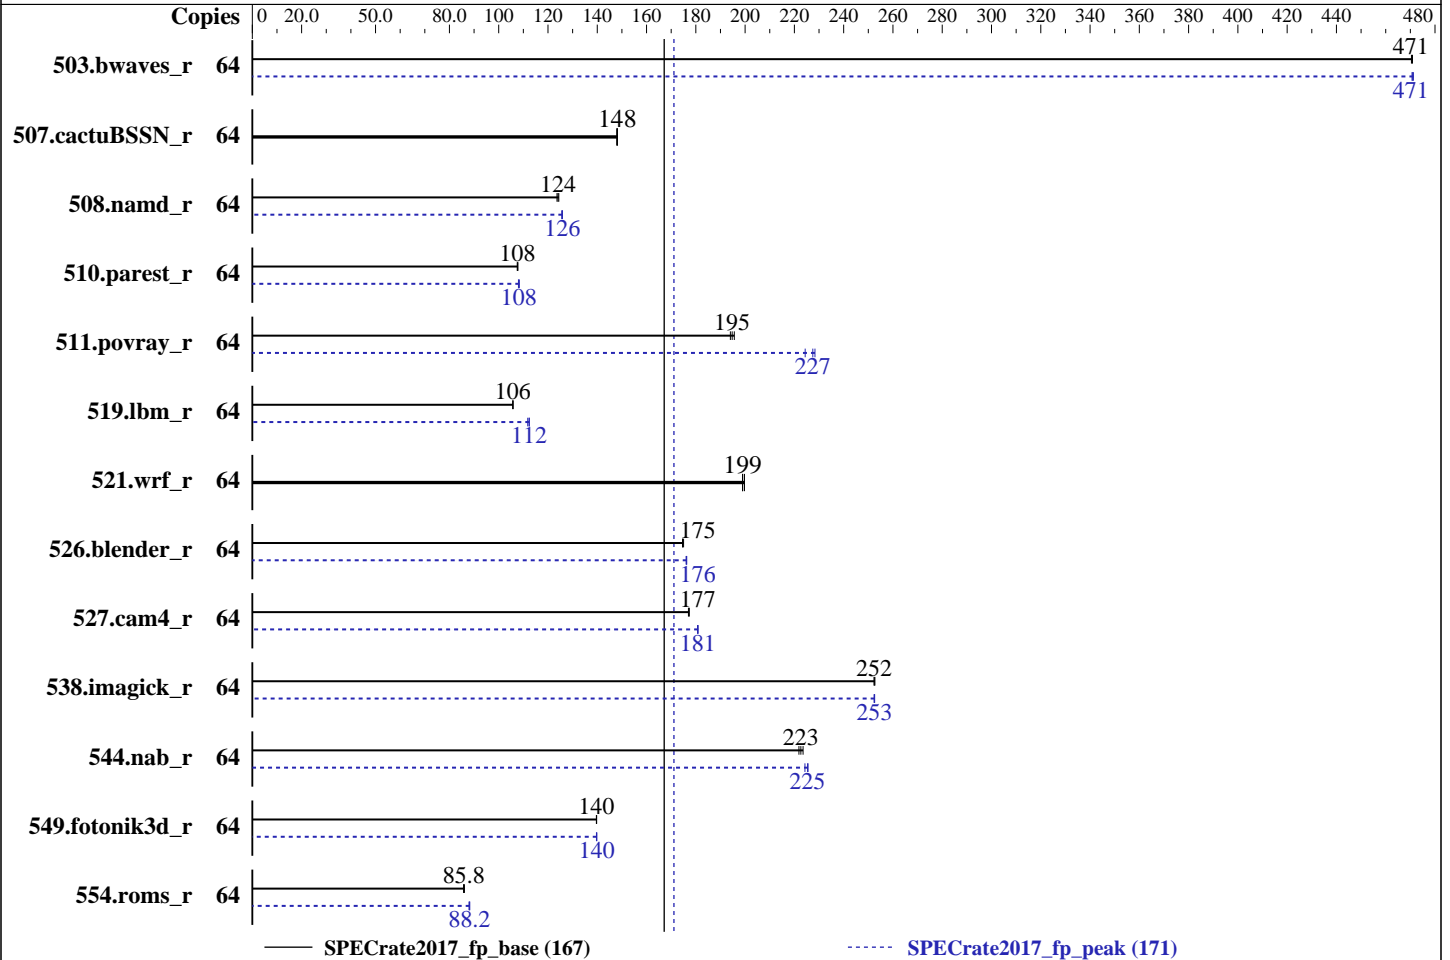 Copies 0 20.0 50.0 80.0 100 120 140 160 180 200 220 240 260 280 300 320 340 360 380 400 420 440 480
471
503.bwaves_r 64
471
148
507.cactuBSSN_r 64
124
508.namd_r 64
126
108
510.parest_r 64
108
195
511.povray_r 64
227
106
519.lbm_r 64
112
199
521.wrf_r 64
175
526.blender_r 64
176
177
527.cam4_r 64
181
252
538.imagick_r 64
253
223
544.nab_r 64
225
140
549.fotonik3d_r 64
140
85.8
554.roms_r 64
88.2
SPECrate2017_fp_base (167) SPECrate2017_fp_peak (171)